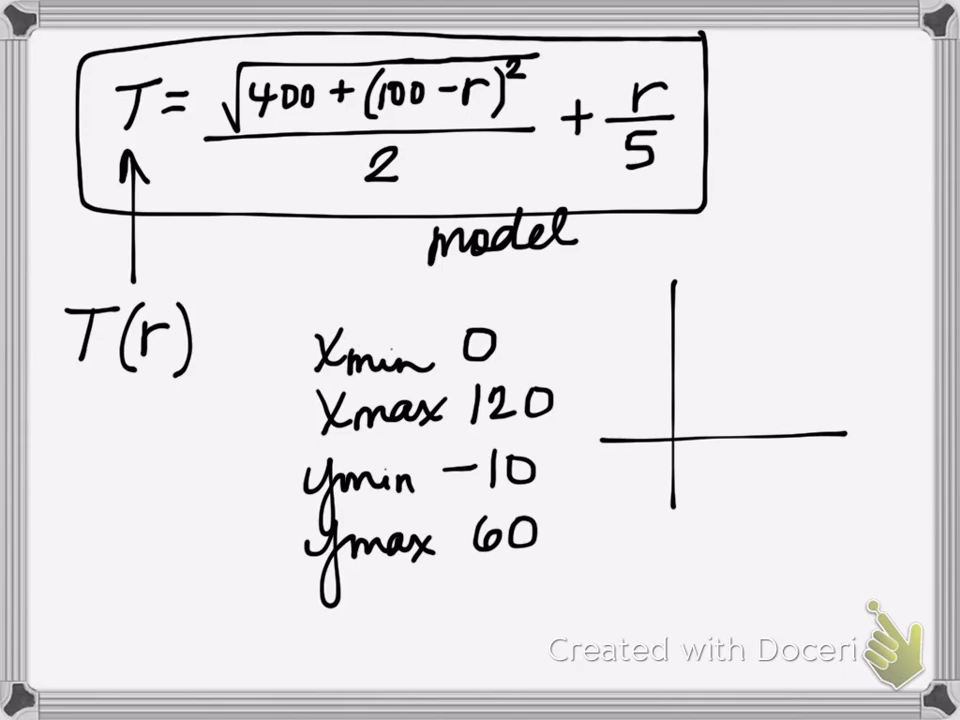 T = √(400 + (100 - r)²) / 2 + r/5
model
T(r)
xmin 0
xmax 120
ymin -10
ymax 60
Created with Doceri